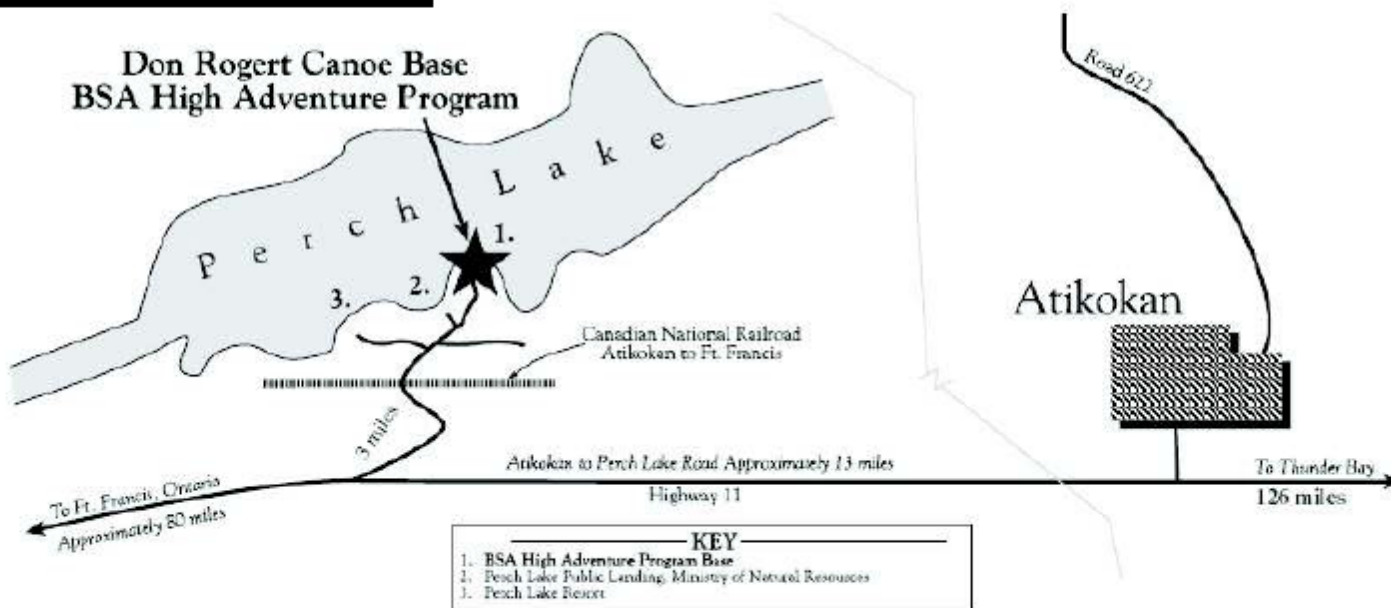 Don Rogert Canoe Base
BSA High Adventure Program
Perch Lake
1.
2.
3.
Canadian National Railroad
Atikokan to Ft. Francis
3 miles
Road 622
Atikokan
Atikokan to Perch Lake Road Approximately 13 miles
Highway 11
To Thunder Bay
126 miles
To Ft. Francis, Ontario
Approximately 80 miles
KEY
1. BSA High Adventure Program Base
2. Perch Lake Public Landing, Ministry of Natural Resources
3. Perch Lake Resort